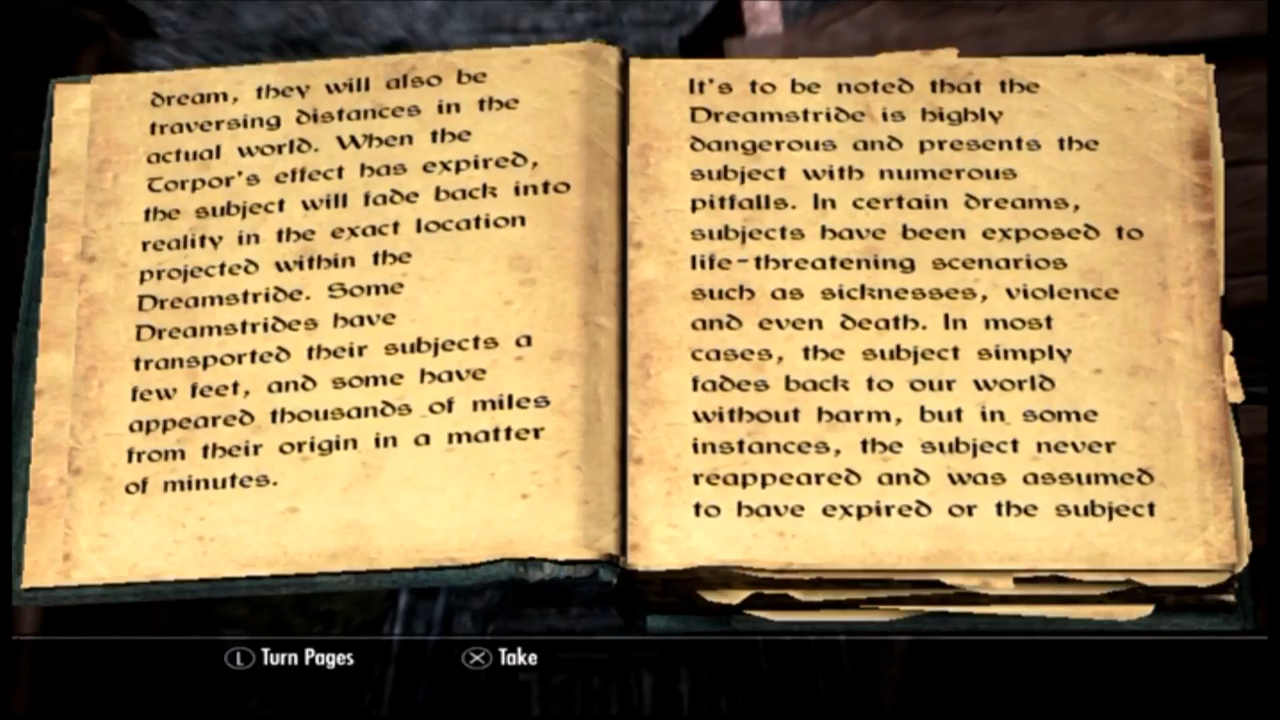 dream, they will also be
traversing distances in the
actual world. When the
Torpor's effect has expired,
the subject will fade back into
reality in the exact location
projected within the
Dreamstride. Some
Dreamstrides have
transported their subjects a
few feet, and some have
appeared thousands of miles
from their origin in a matter
of minutes.
It's to be noted that the
Dreamstride is highly
dangerous and presents the
subject with numerous
pitfalls. In certain dreams,
subjects have been exposed to
life-threatening scenarios
such as sicknesses, violence
and even death. In most
cases, the subject simply
fades back to our world
without harm, but in some
instances, the subject never
reappeared and was assumed
to have expired or the subject
L Turn Pages
X Take